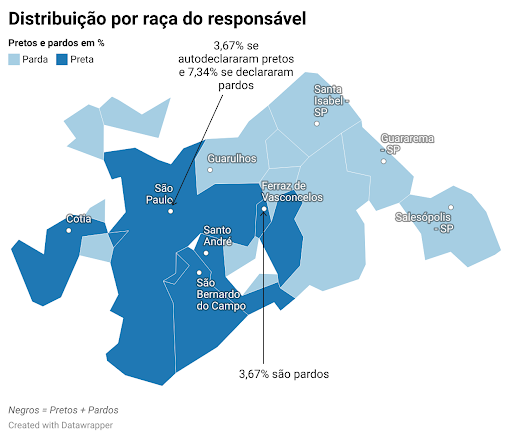 Distribuição por raça do responsável
Pretos e pardos em %
Parda Preta
3,67% se
autodeclararam pretos
e 7,34% se declararam
pardos
Santa
Isabel -
SP
Guararema
- SP
Guarulhos
São
Paulo
Ferraz de
Vasconcelos
Cotia
Salesópolis
- SP
Santo
André
São
Bernardo
do Campo
3,67% são pardos
Negros = Pretos + Pardos
Created with Datawrapper